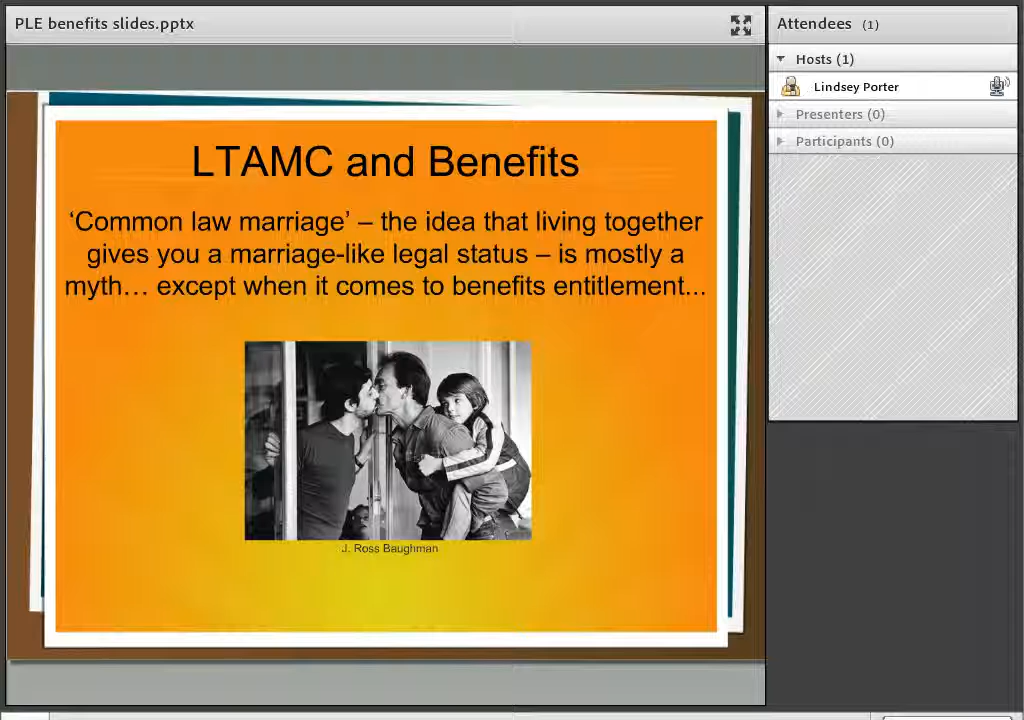 PLE benefits slides.pptx
Attendees (1)
Hosts (1)
Lindsey Porter
Presenters (0)
Participants (0)
LTAMC and Benefits
‘Common law marriage’ – the idea that living together
gives you a marriage-like legal status – is mostly a
myth… except when it comes to benefits entitlement...
J. Ross Baughman